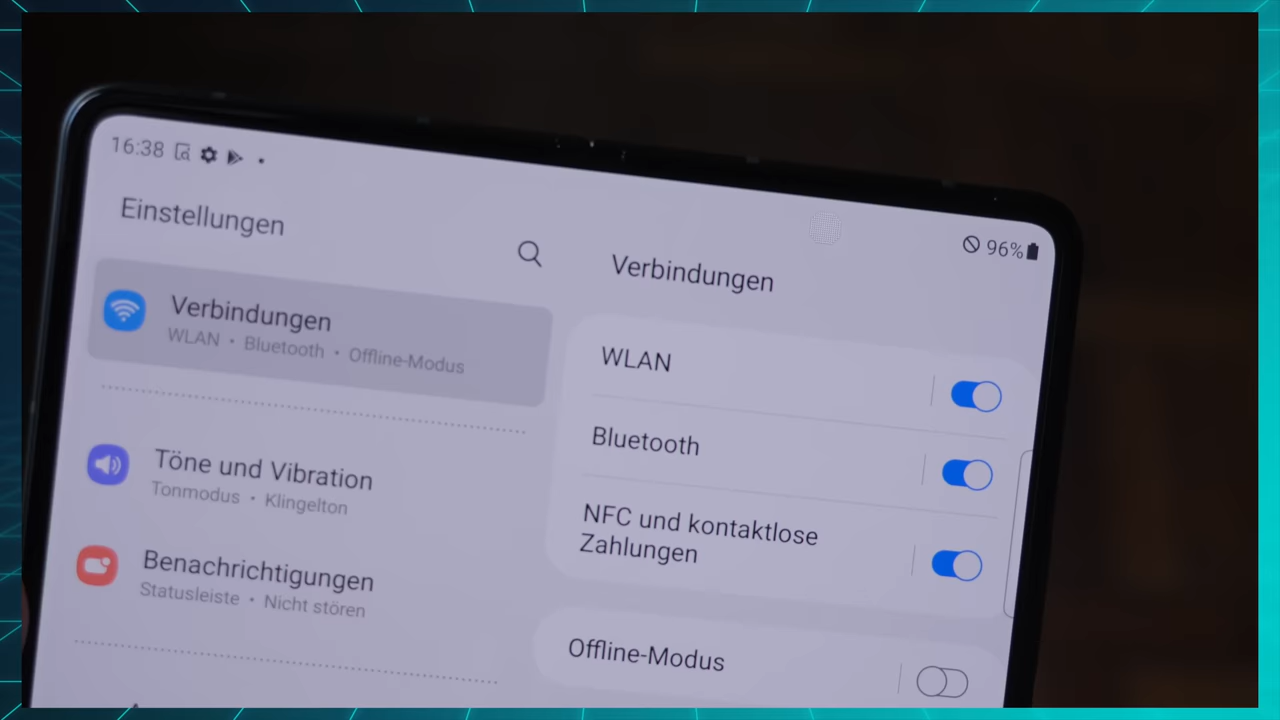 16:38
96%
Einstellungen
Verbindungen
WLAN • Bluetooth • Offline-Modus
Töne und Vibration
Tonmodus • Klingelton
Benachrichtigungen
Statusleiste • Nicht stören
Verbindungen
WLAN
Bluetooth
NFC und kontaktlose
Zahlungen
Offline-Modus